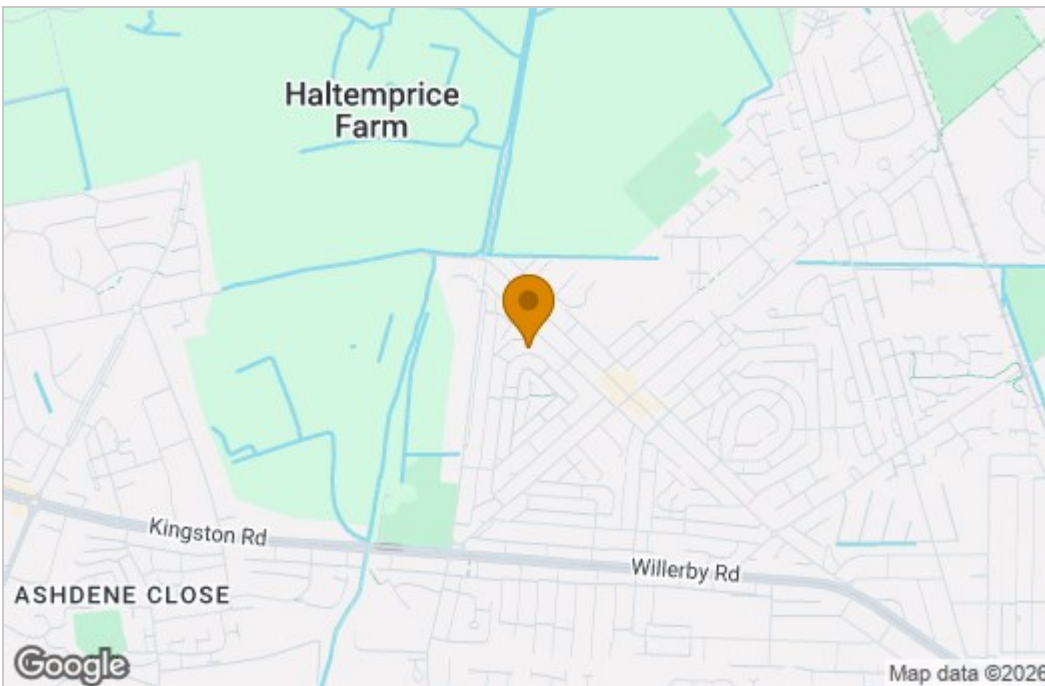 Haltemprice
Farm
Kingston Rd
Willerby Rd
ASHDENE CLOSE
Google
Map data ©2026